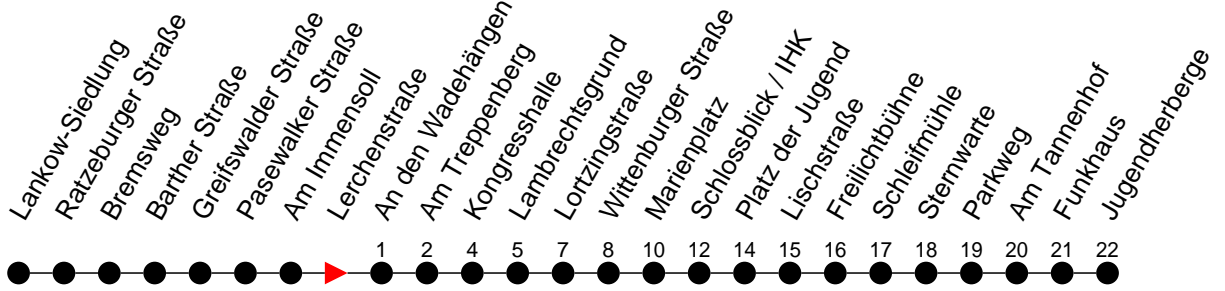 Lankow-Siedlung
Ratzeburger Straße
Bremsweg
Barther Straße
Greifswalder Straße
Pasewalker Straße
Am Immensoll
Lerchenstraße
An den Wadehängen
Am Treppenberg
Kongresshalle
Lambrechtsgrund
Lortzingstraße
Wittenburger Straße
Marienplatz
Schlossblick / IHK
Platz der Jugend
Lischstraße
Freilichtbühne
Schleifmühle
Sternwarte
Parkweg
Am Tannenhof
Funkhaus
Jugendherberge
1 2 4 5 7 8 10 12 14 15 16 17 18 19 20 21 22